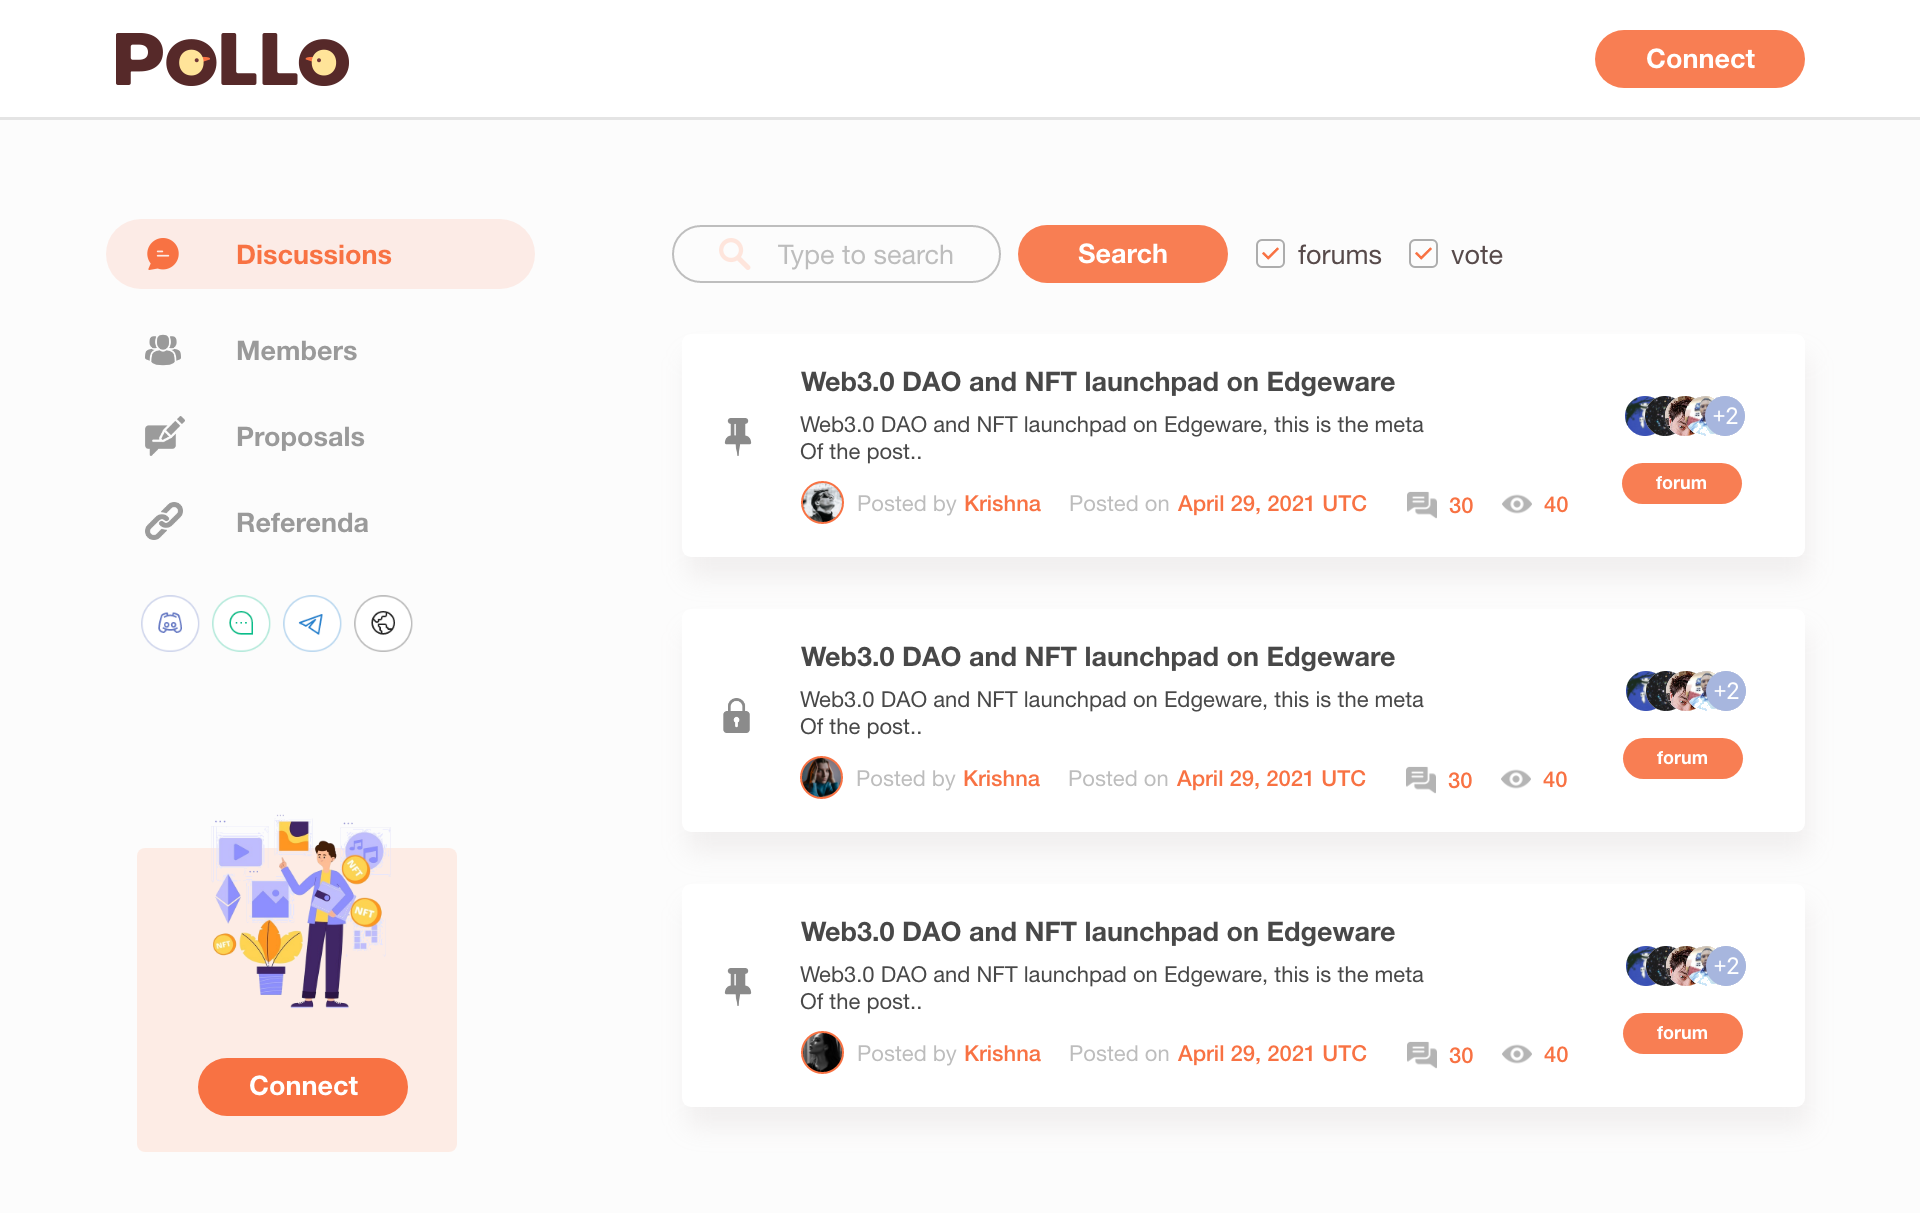 POLLO
Connect
Discussions
Members
Proposals
Referenda
NFT
NFT
NFT
Connect
Type to search
Search
forums
vote
Web3.0 DAO and NFT launchpad on Edgeware
Web3.0 DAO and NFT launchpad on Edgeware, this is the meta
Of the post..
Posted by Krishna Posted on April 29, 2021 UTC 30 40
+2
forum
Web3.0 DAO and NFT launchpad on Edgeware
Web3.0 DAO and NFT launchpad on Edgeware, this is the meta
Of the post..
Posted by Krishna Posted on April 29, 2021 UTC 30 40
+2
forum
Web3.0 DAO and NFT launchpad on Edgeware
Web3.0 DAO and NFT launchpad on Edgeware, this is the meta
Of the post..
Posted by Krishna Posted on April 29, 2021 UTC 30 40
+2
forum